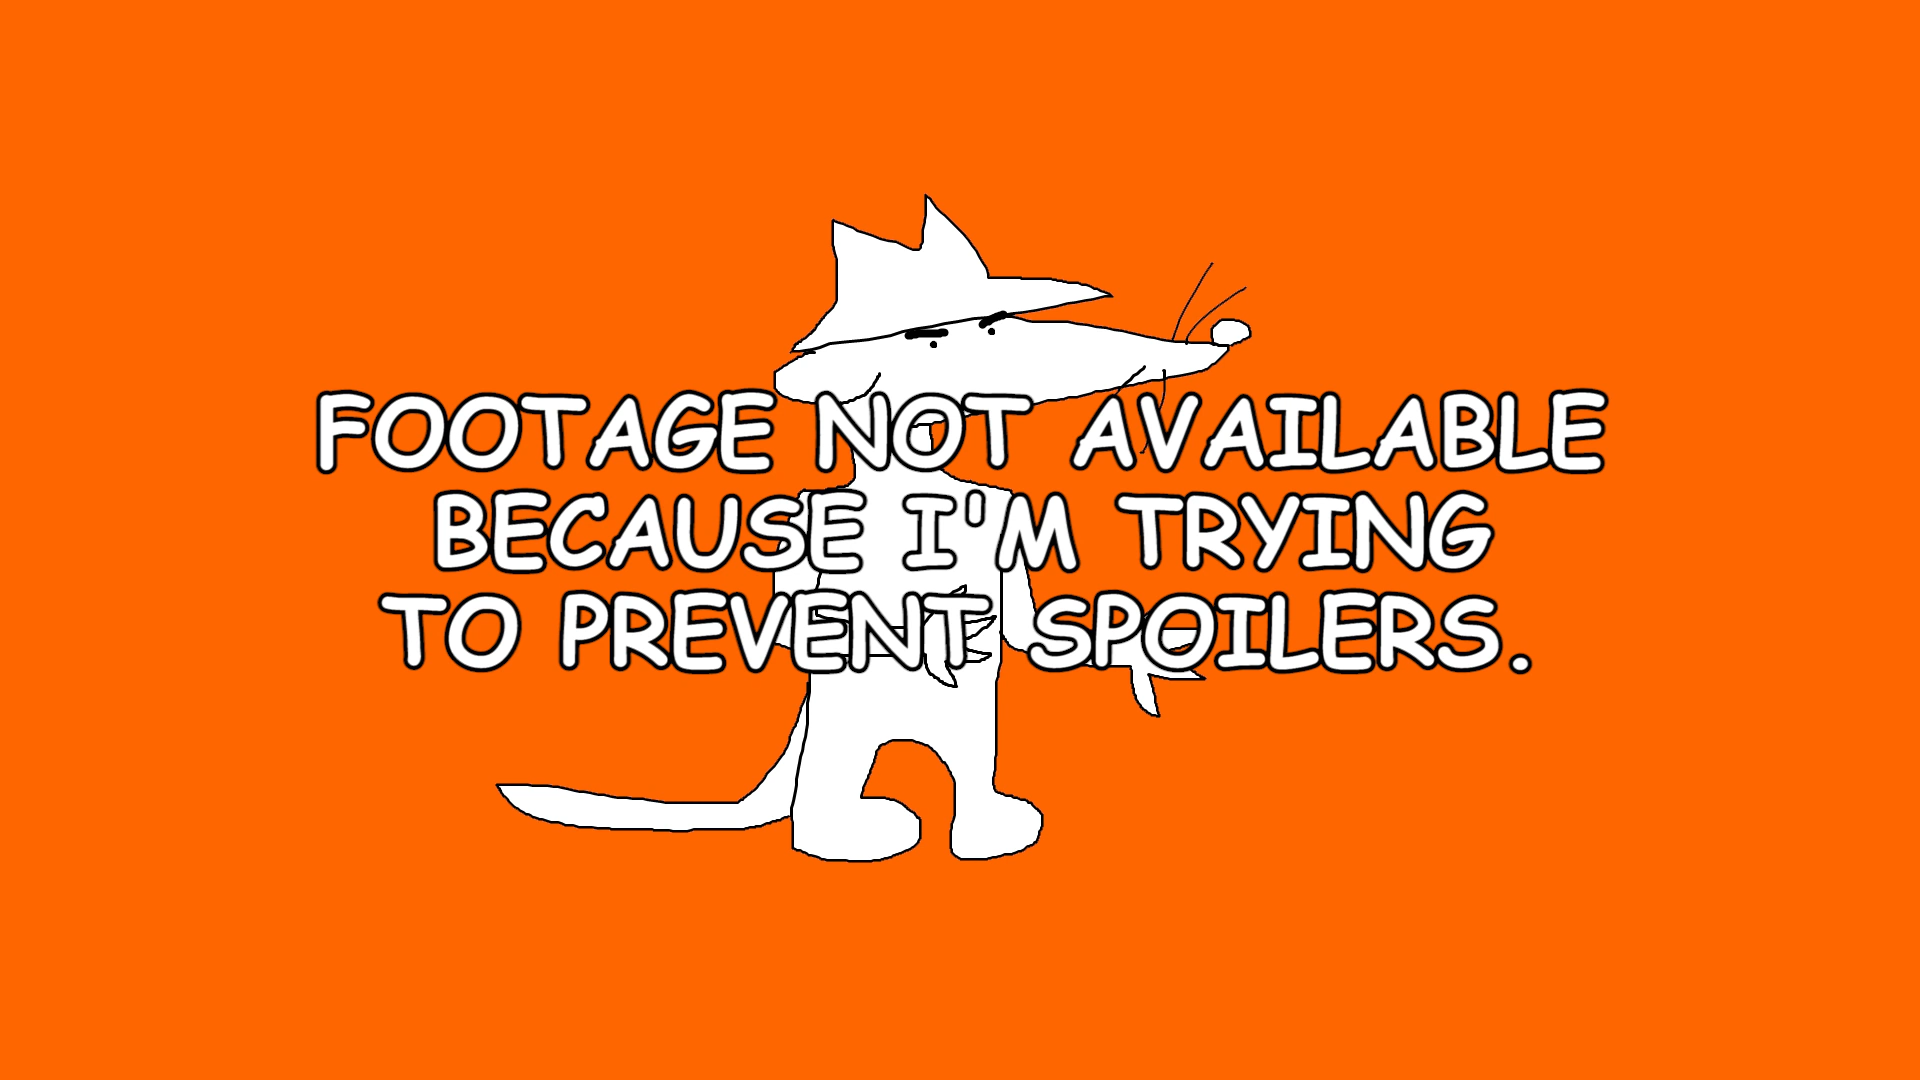 FOOTAGE NOT AVAILABLE
BECAUSE I'M TRYING
TO PREVENT SPOILERS.